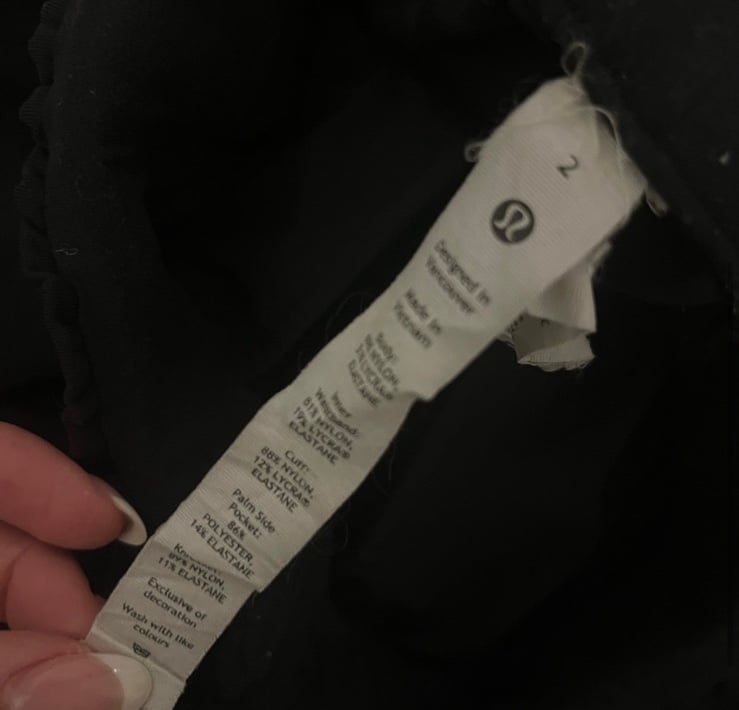 2
Designed in
Vancouver
Made in
Vietnam
Body:
NYLON,
LYCRA®
ELASTANE
Inner
Waistband:
81% NYLON,
19% LYCRA®
ELASTANE
Cuff:
88% NYLON,
12% LYCRA®
ELASTANE
Palm Side
Pocket:
86%
POLYESTER,
14% ELASTANE
89% NYLON,
11% ELASTANE
Exclusive of
decoration
Wash with like
colours